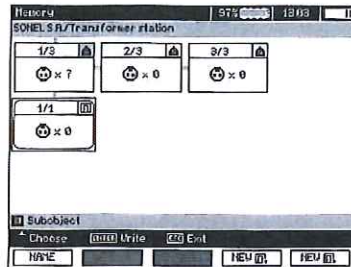 Memory 97% 18:03
SONEL SA/Transformer station
1/3 2/3 3/3
x 7 x 0 x 0
1/1
x 0
Subobject
Choose ENTER Write ESC Exit
NAME NEW NEW